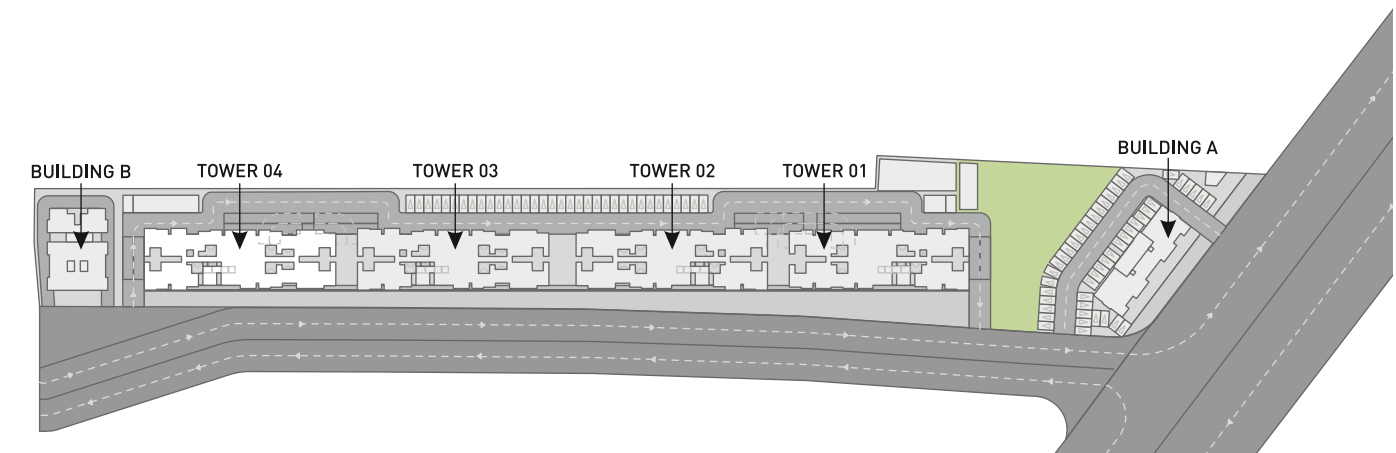 BUILDING B
TOWER 04
TOWER 03
TOWER 02
TOWER 01
BUILDING A